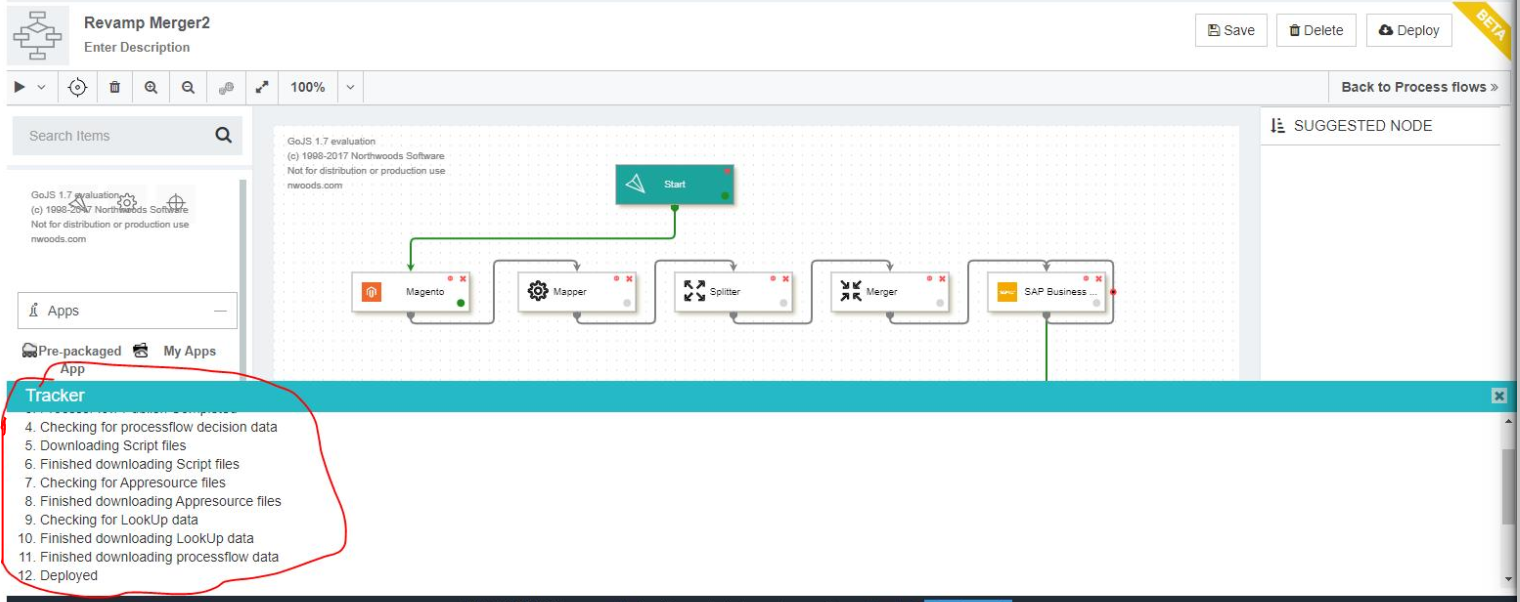 Revamp Merger2
Enter Description
Save
Delete
Deploy
BETA
100%
Back to Process flows »
Search Items
GoJS 1.7 evaluation
(c) 1998-2017 Northwoods Software
Not for distribution or production use
nwoods.com
Apps
Pre-packaged App
My Apps
GoJS 1.7 evaluation
(c) 1998-2017 Northwoods Software
Not for distribution or production use
nwoods.com
Start
Magento
Mapper
Splitter
Merger
SAP Business ...
SUGGESTED NODE
Tracker
4. Checking for processflow decision data
5. Downloading Script files
6. Finished downloading Script files
7. Checking for Appresource files
8. Finished downloading Appresource files
9. Checking for LookUp data
10. Finished downloading LookUp data
11. Finished downloading processflow data
12. Deployed